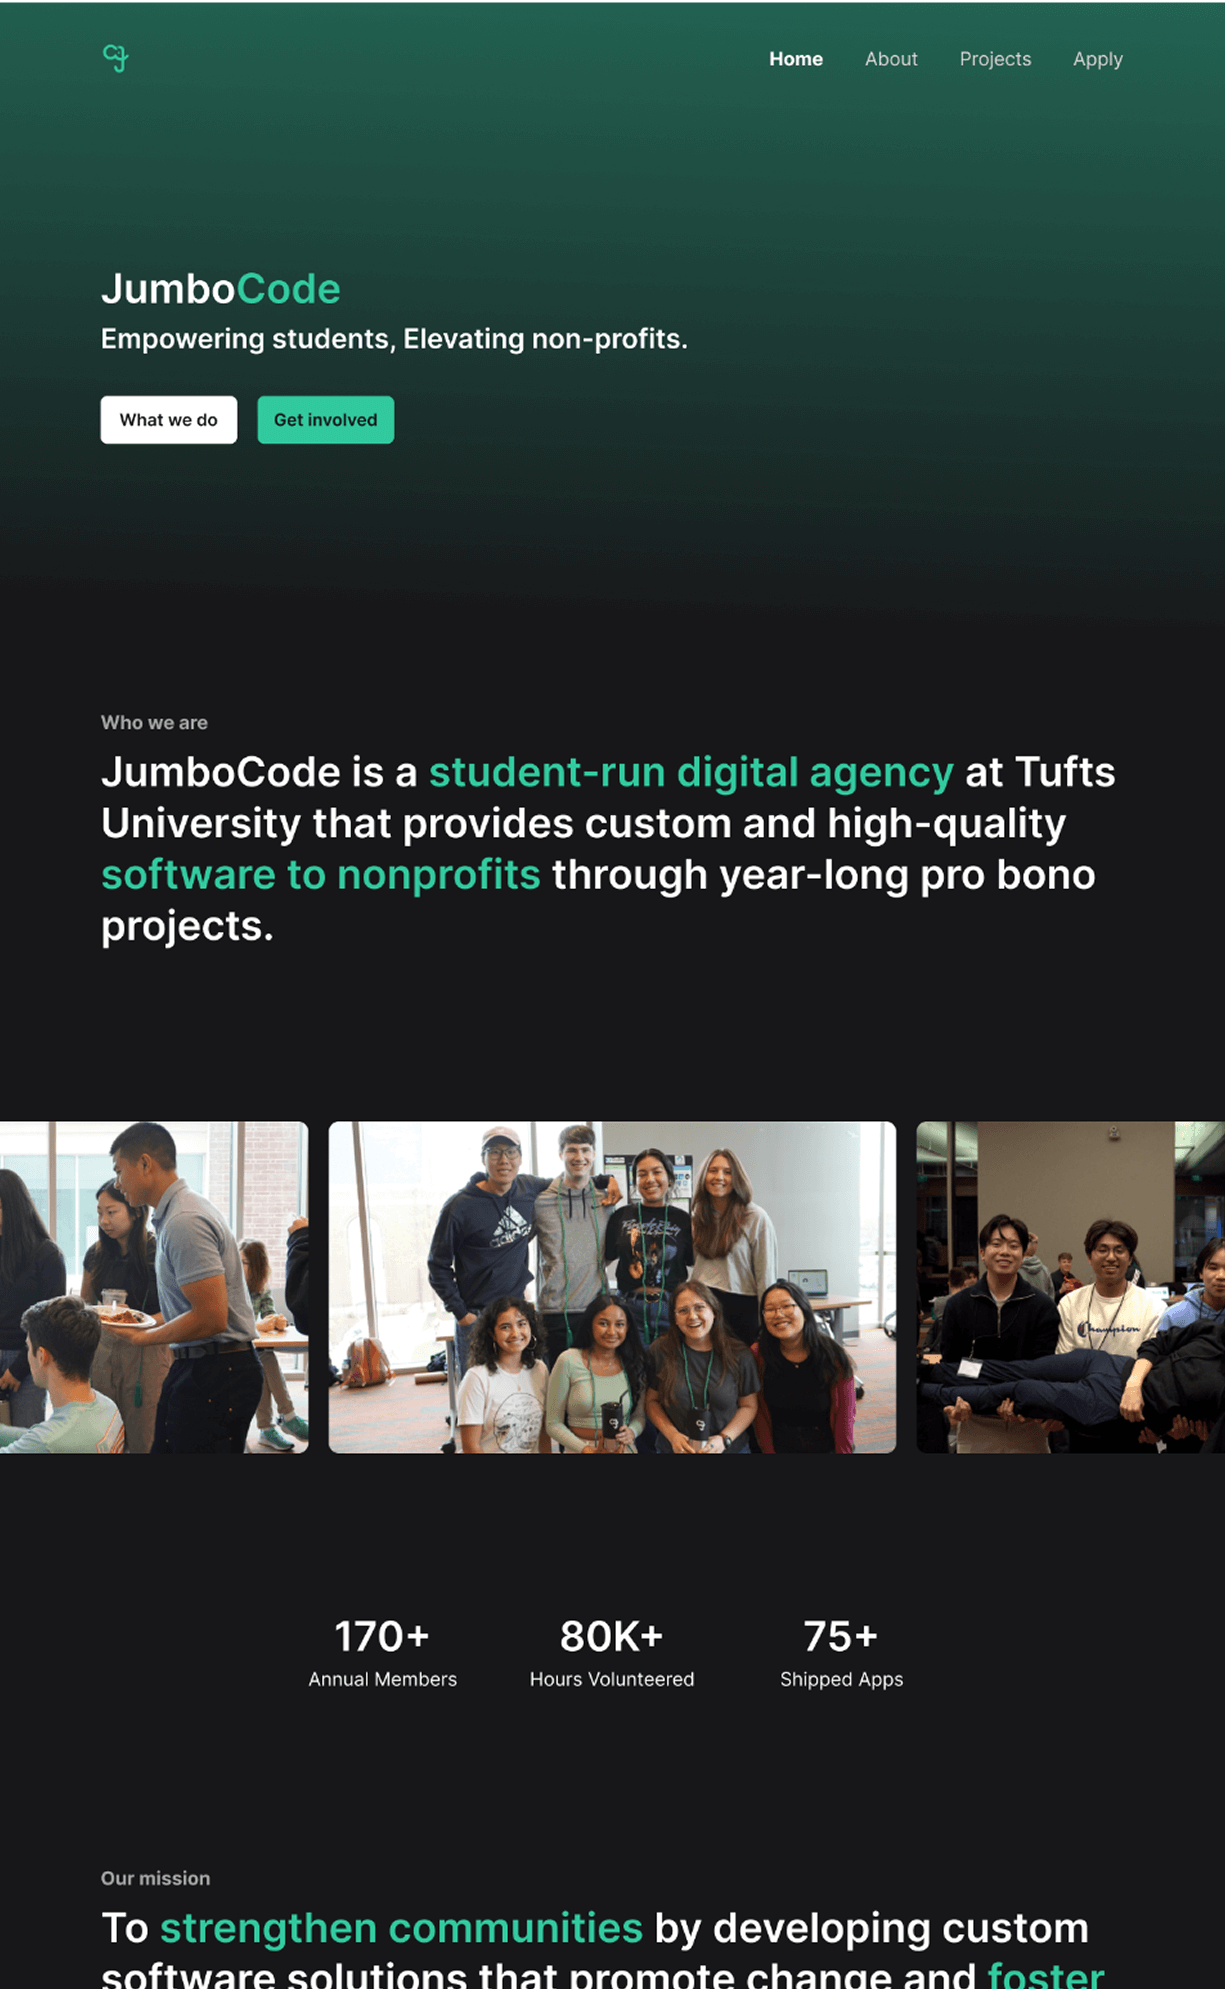 Home About Projects Apply
JumboCode
Empowering students, Elevating non-profits.
What we do Get involved
Who we are
JumboCode is a student-run digital agency at Tufts
University that provides custom and high-quality
software to nonprofits through year-long pro bono
projects.
Champion
170+ 80K+ 75+
Annual Members Hours Volunteered Shipped Apps
Our mission
To strengthen communities by developing custom
software solutions that promote change and foster